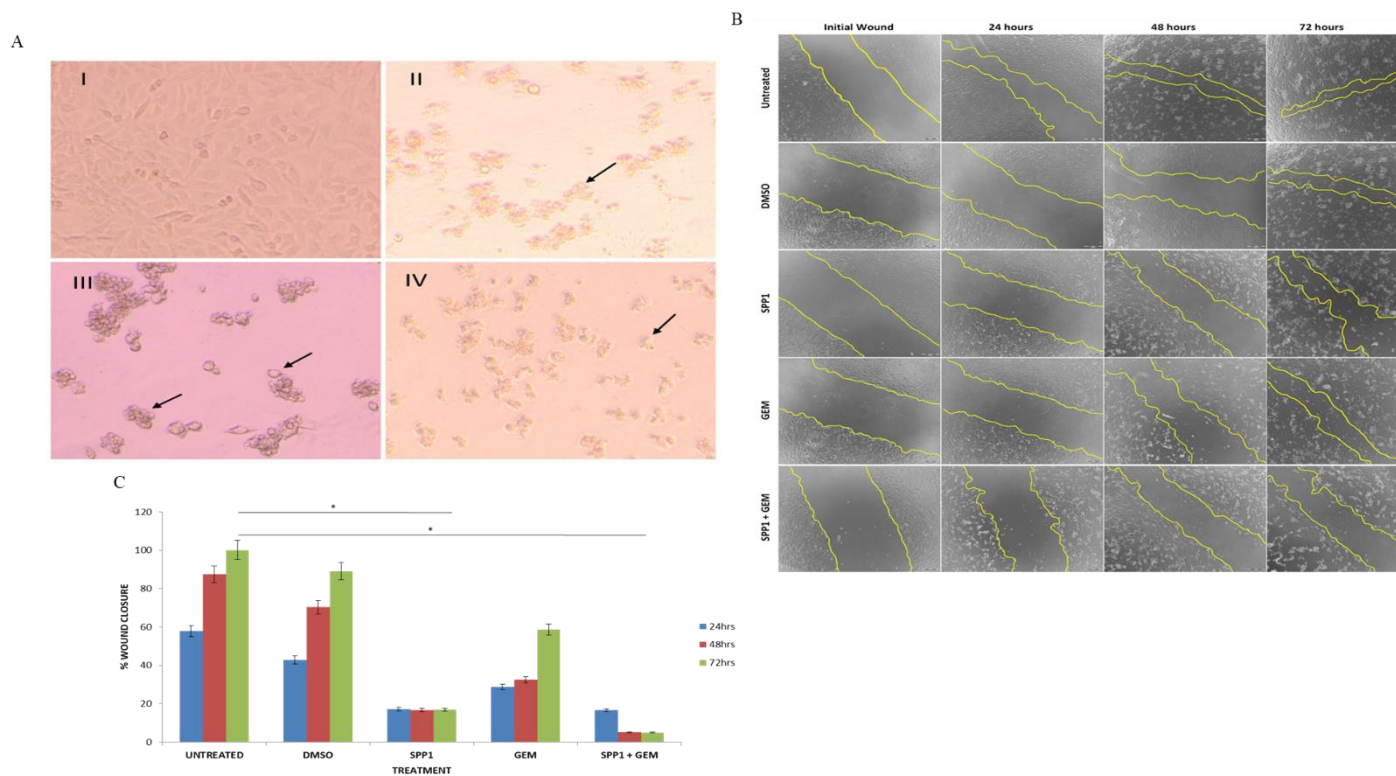 A
I
II
III
IV
B
Initial Wound 24 hours 48 hours 72 hours
Untreated
DMSO
SPP1
GEM
SPP1 + GEM
C
120
100
80
60
40
20
0
% WOUND CLOSURE
*
*
UNTREATED DMSO SPP1 GEM SPP1 + GEM
TREATMENT
24hrs
48hrs
72hrs